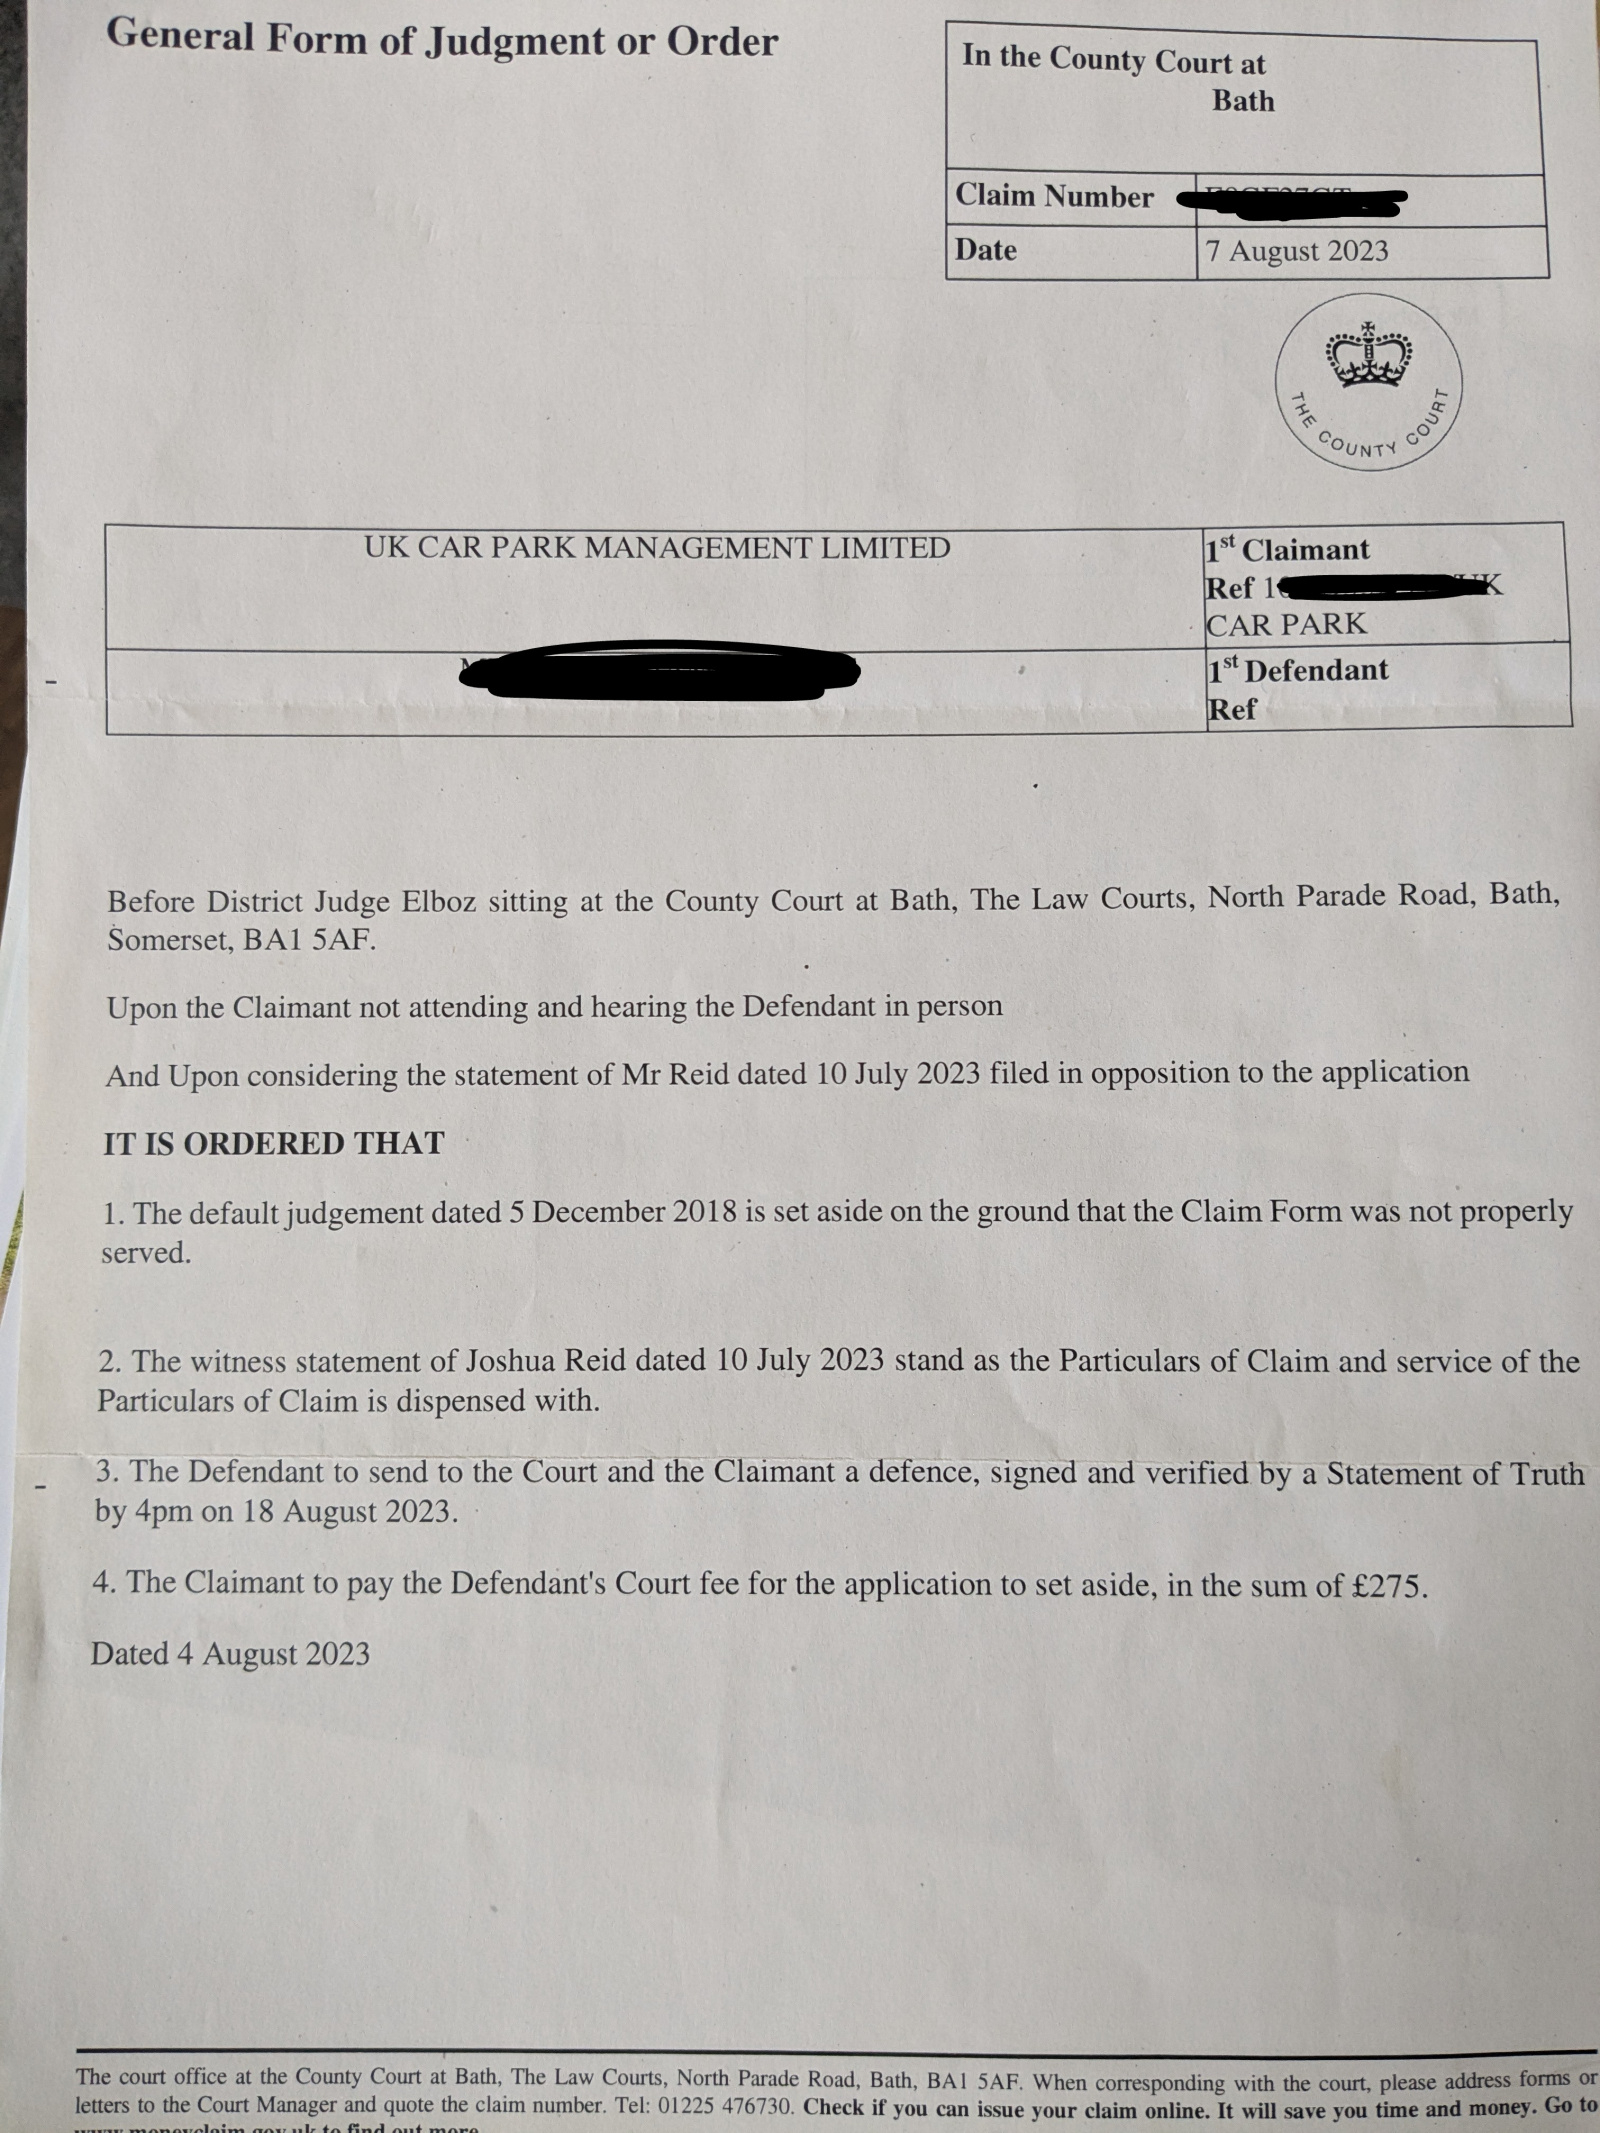 General Form of Judgment or Order
In the County Court at
Bath
Claim Number
Date 7 August 2023
THE COUNTY COURT
UK CAR PARK MANAGEMENT LIMITED
1st Claimant
Ref
CAR PARK
1st Defendant
Ref
Before District Judge Elboz sitting at the County Court at Bath, The Law Courts, North Parade Road, Bath,
Somerset, BA1 5AF.
Upon the Claimant not attending and hearing the Defendant in person
And Upon considering the statement of Mr Reid dated 10 July 2023 filed in opposition to the application
IT IS ORDERED THAT
1. The default judgement dated 5 December 2018 is set aside on the ground that the Claim Form was not properly
served.
2. The witness statement of Joshua Reid dated 10 July 2023 stand as the Particulars of Claim and service of the
Particulars of Claim is dispensed with.
3. The Defendant to send to the Court and the Claimant a defence, signed and verified by a Statement of Truth
by 4pm on 18 August 2023.
4. The Claimant to pay the Defendant's Court fee for the application to set aside, in the sum of £275.
Dated 4 August 2023
The court office at the County Court at Bath, The Law Courts, North Parade Road, Bath, BA1 5AF. When corresponding with the court, please address forms or
letters to the Court Manager and quote the claim number. Tel: 01225 476730. Check if you can issue your claim online. It will save you time and money. Go to
www.moneyclaim.gov.uk to find out more.